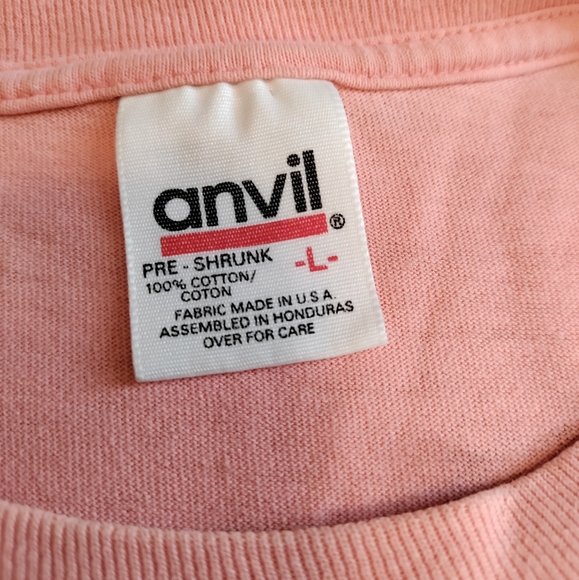 anvil®
PRE - SHRUNK -L-
100% COTTON/
COTON
FABRIC MADE IN U.S.A.
ASSEMBLED IN HONDURAS
OVER FOR CARE